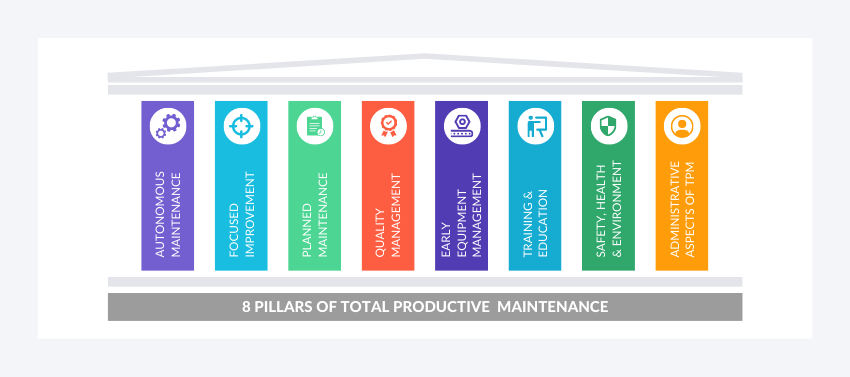 AUTONOMOUS
MAINTENANCE
FOCUSED
IMPROVEMENT
PLANNED
MAINTENANCE
QUALITY
MANAGEMENT
EARLY
EQUIPMENT
MANAGEMENT
TRAINING &
EDUCATION
SAFETY, HEALTH
& ENVIRONMENT
ADMINISTRATIVE
ASPECTS OF TPM
8 PILLARS OF TOTAL PRODUCTIVE MAINTENANCE